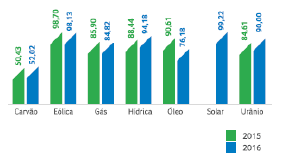 50,43 52,02 98,70 98,13 85,90 84,82 88,44 94,18 90,61 76,18 99,22 84,61 99,00
Carvão Eólica Gás Hídrica Óleo Solar Urânio
2015
2016